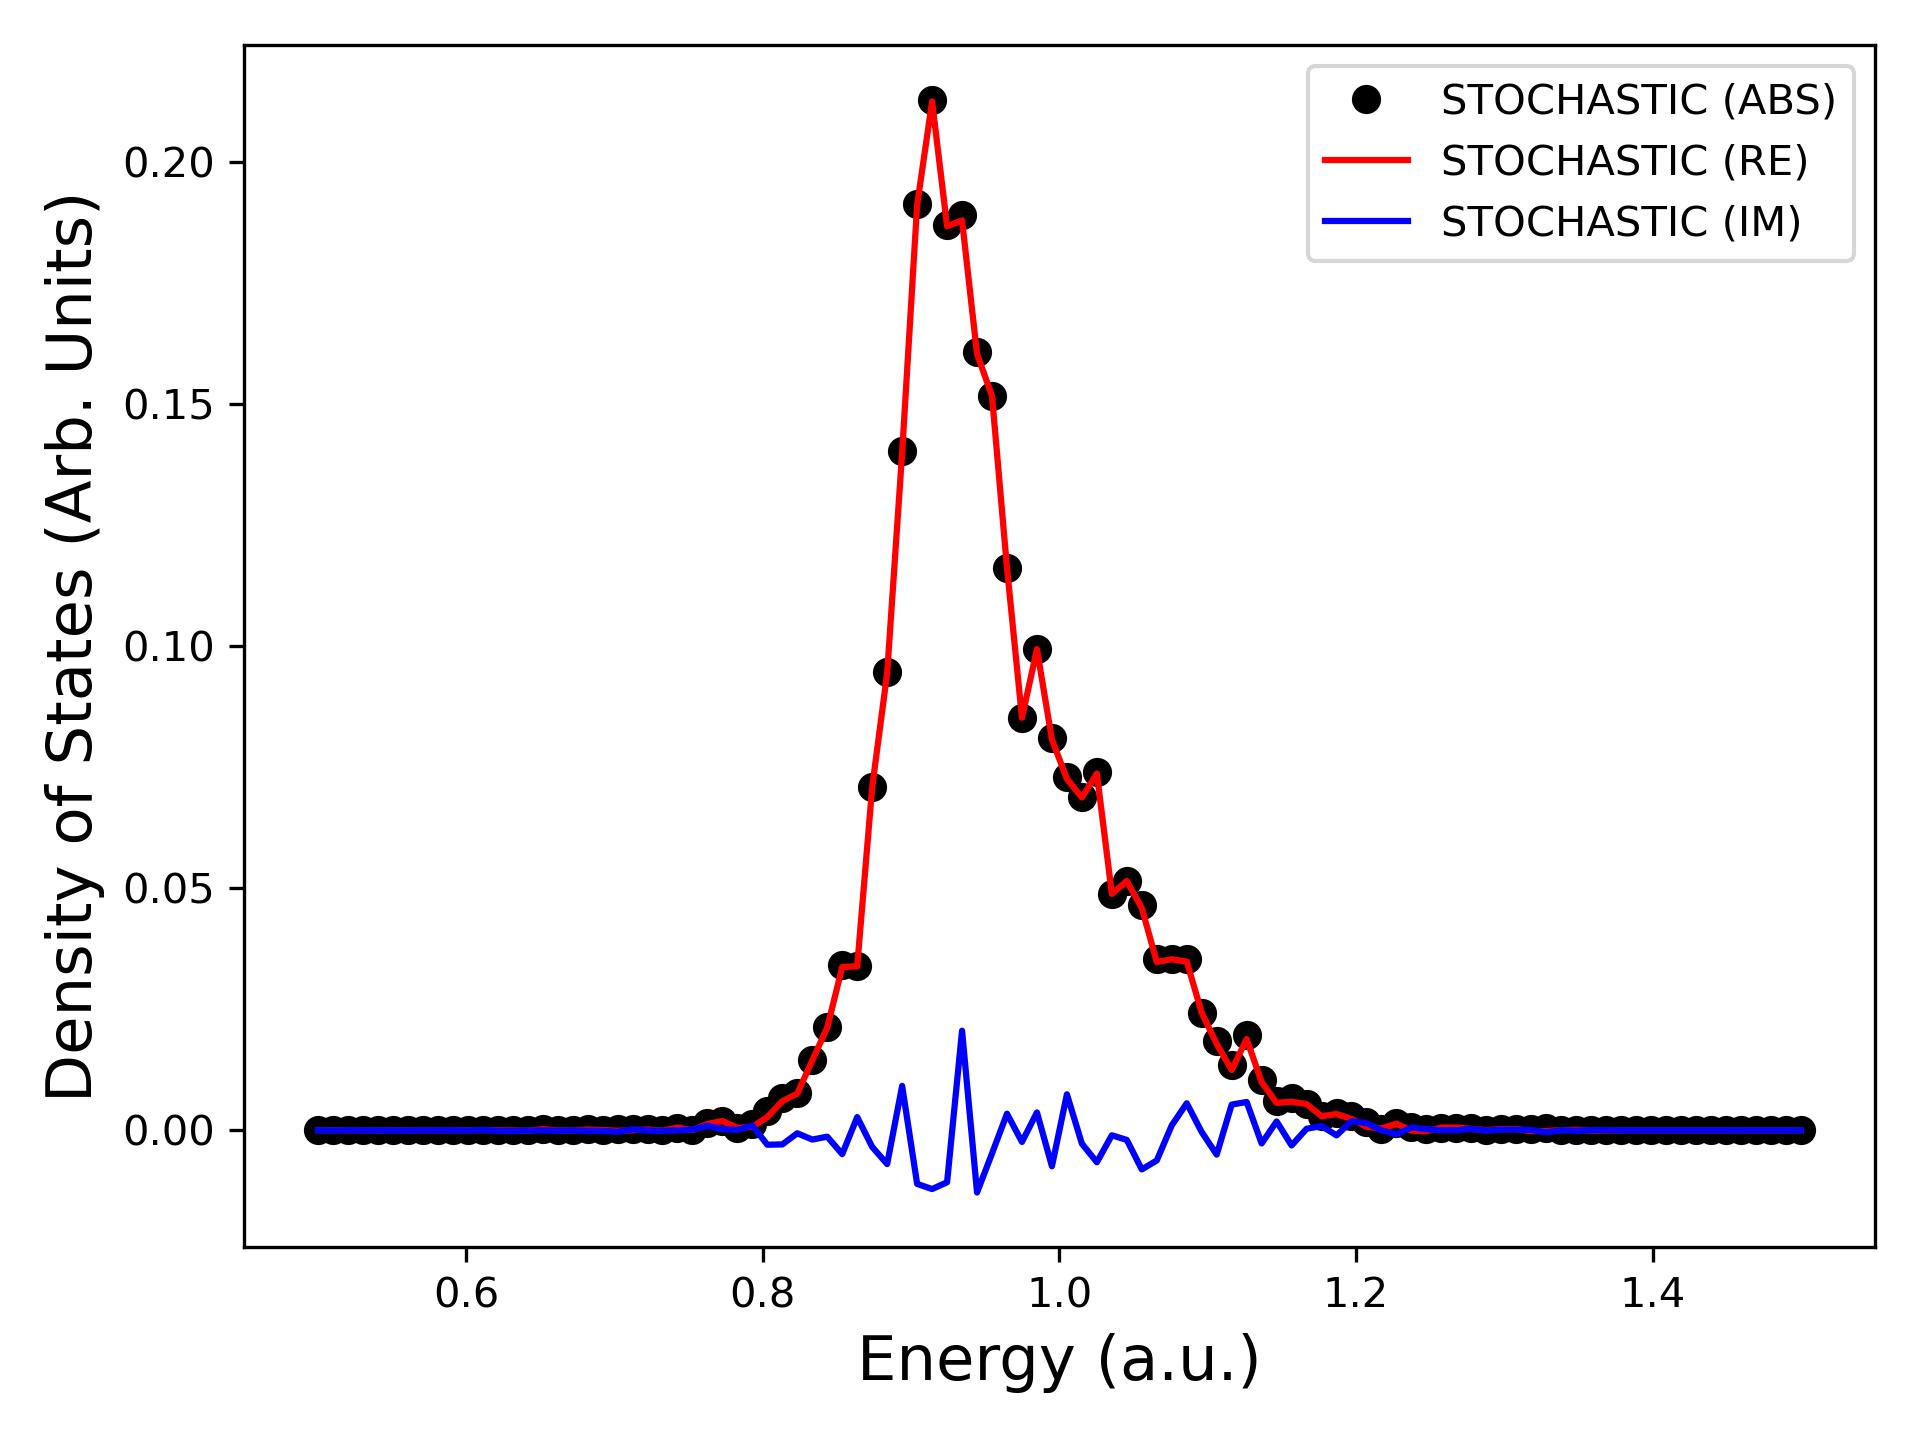 STOCHASTIC (ABS)
STOCHASTIC (RE)
STOCHASTIC (IM)
Density of States (Arb. Units)
0.20
0.15
0.10
0.05
0.00
0.6 0.8 1.0 1.2 1.4
Energy (a.u.)